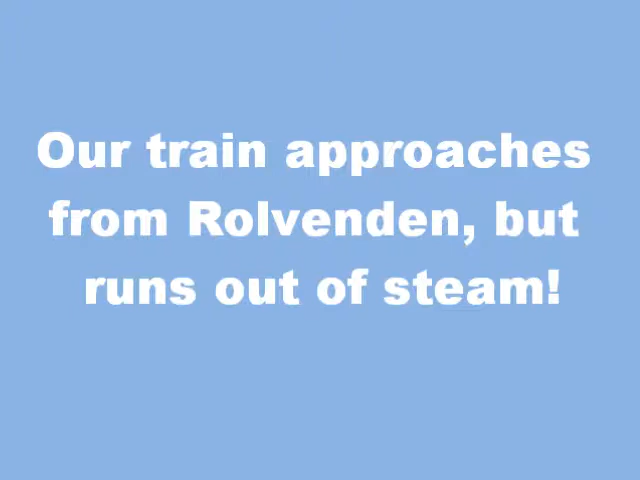 Our train approaches
from Rolvenden, but
runs out of steam!